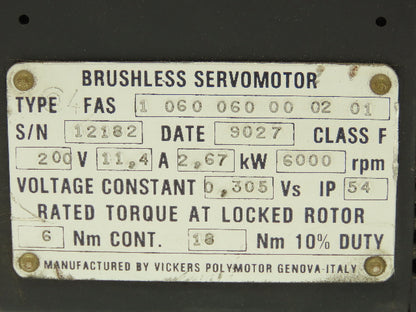 BRUSHLESS SERVOMOTOR
TYPE FAS 1 060 060 00 02 01
S/N 12182 DATE 9027 CLASS F
200 V 11,4 A 2,67 kW 6000 rpm
VOLTAGE CONSTANT 0,305 Vs IP 54
RATED TORQUE AT LOCKED ROTOR
6 Nm CONT. 18 Nm 10% DUTY
MANUFACTURED BY VICKERS POLYMOTOR GENOVA-ITALY